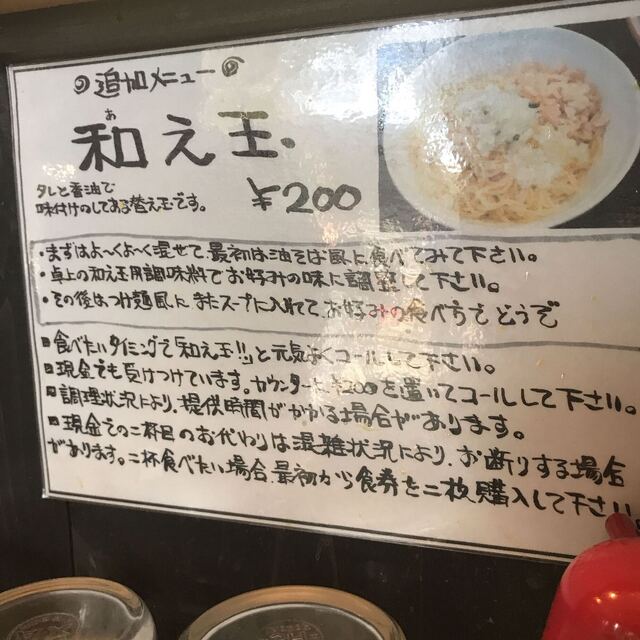 追加メニュー
お
和え玉
¥200
タレと香油で
味付けのしてある替え玉です。
・まずはよ〜くよ〜く混ぜて、最初は油そば風に食べてみて下さい。
・卓上の和え玉用調味料でお好みの味に調整して下さい。
・その後はつけ麺風に、またスープに入れて、お好みの食べ方でどうぞ
■食べたいタイミングで「和え玉!!」と元気よくコールして下さい。
■現金でも受けつけています。カウンター上に¥200を置いてコールして下さい。
■調理状況により、提供時間がかかる場合があります。
■現金での二杯目のお代わりは混雑状況により、お断りする場合
があります。二杯食べたい場合、最初から食券を二枚購入して下さい